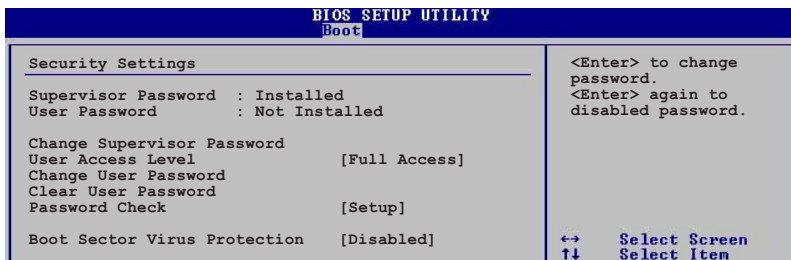 BIOS SETUP UTILITY
Boot
Security Settings
Supervisor Password : Installed
User Password : Not Installed
Change Supervisor Password
User Access Level [Full Access]
Change User Password
Clear User Password
Password Check [Setup]
Boot Sector Virus Protection [Disabled]
<Enter> to change
password.
<Enter> again to
disabled password.
←→ Select Screen
↑↓ Select Item